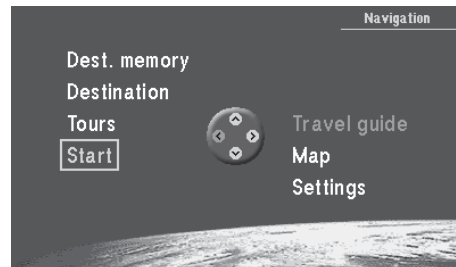 Navigation
Dest. memory
Destination
Tours
Start
Travel guide
Map
Settings